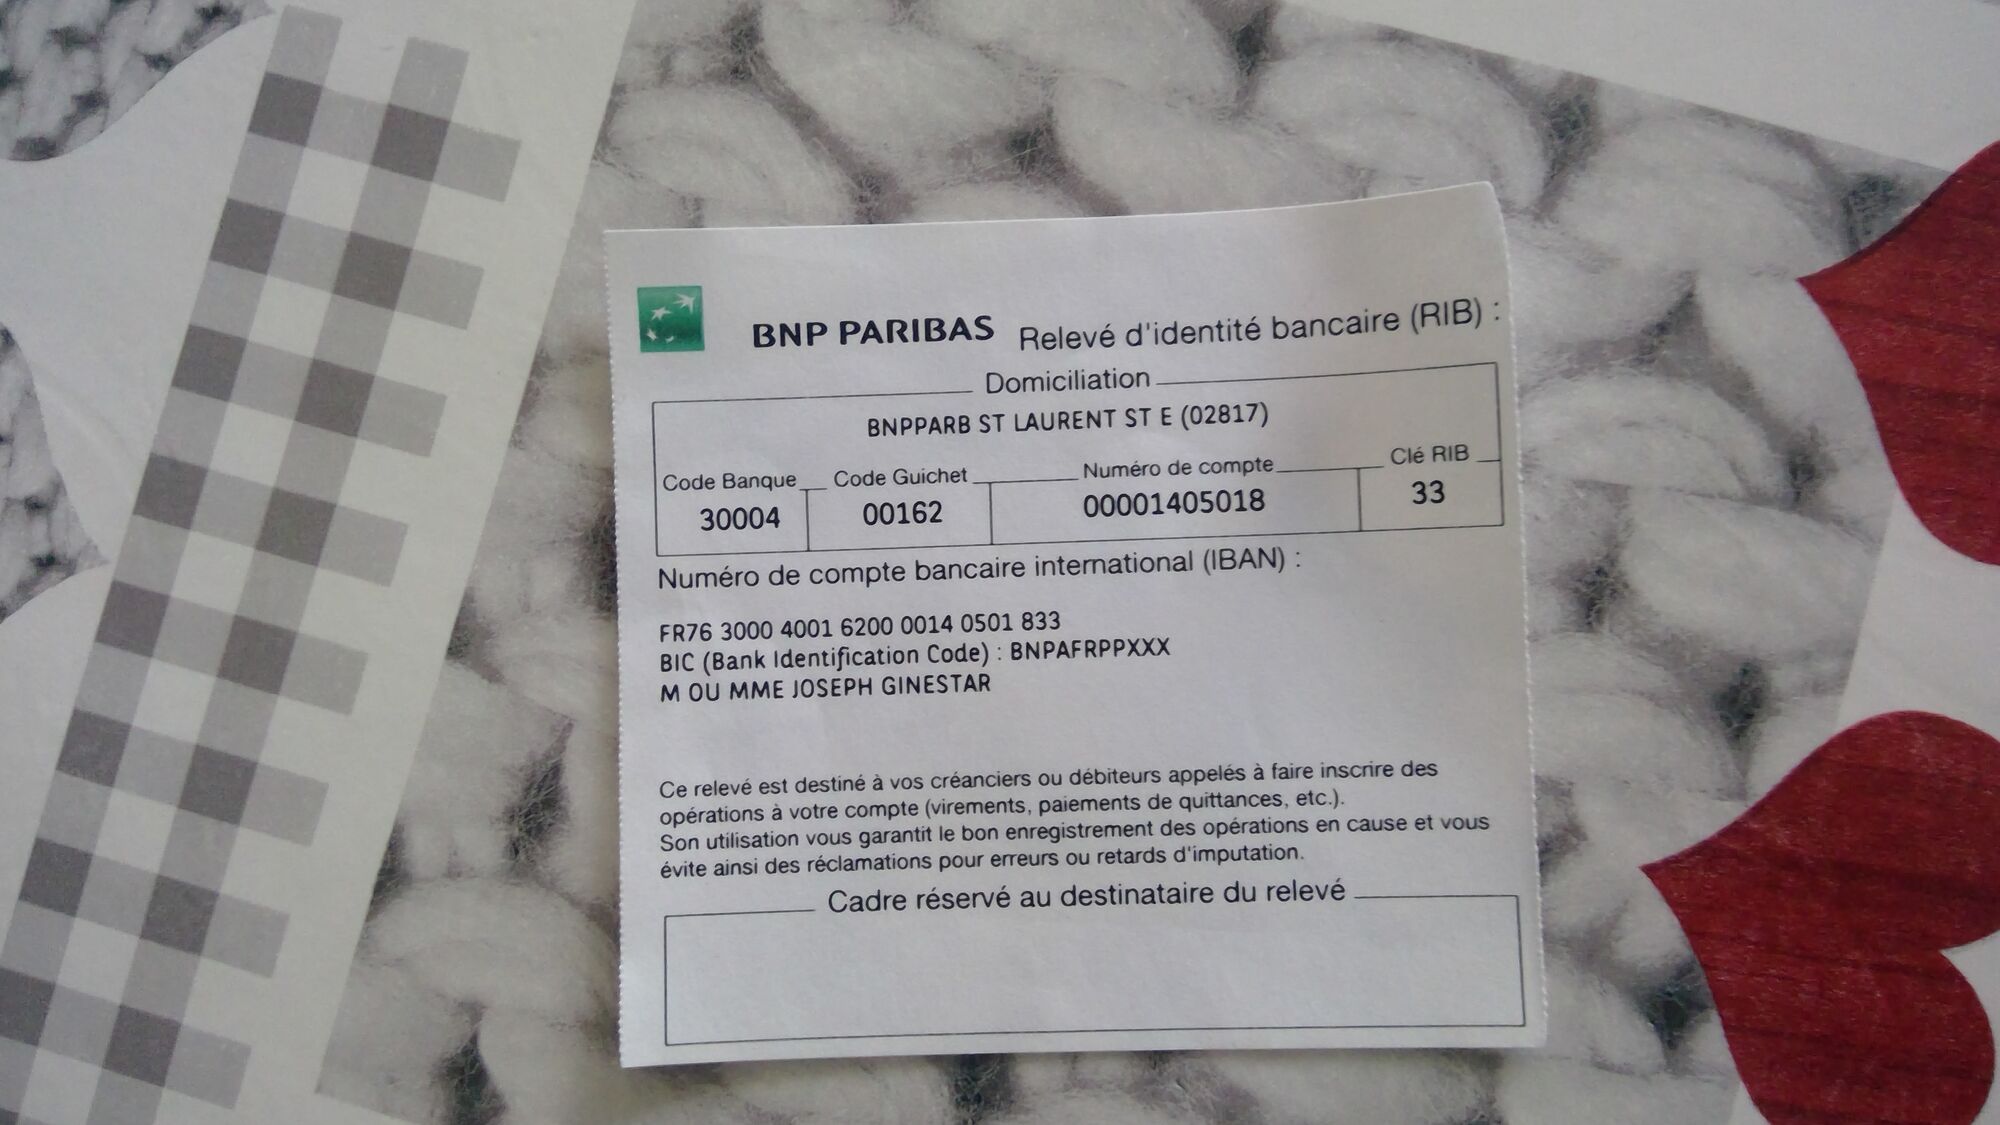 BNP PARIBAS Relevé d'identité bancaire (RIB) :
Domiciliation
BNPPARB ST LAURENT ST E (02817)
Code Banque Code Guichet Numéro de compte Clé RIB
30004 00162 00001405018 33
Numéro de compte bancaire international (IBAN) :
FR76 3000 4001 6200 0014 0501 833
BIC (Bank Identification Code) : BNPAFRPPXXX
M OU MME JOSEPH GINESTAR
Ce relevé est destiné à vos créanciers ou débiteurs appelés à faire inscrire des
opérations à votre compte (virements, paiements de quittances, etc.).
Son utilisation vous garantit le bon enregistrement des opérations en cause et vous
évite ainsi des réclamations pour erreurs ou retards d'imputation.
Cadre réservé au destinataire du relevé